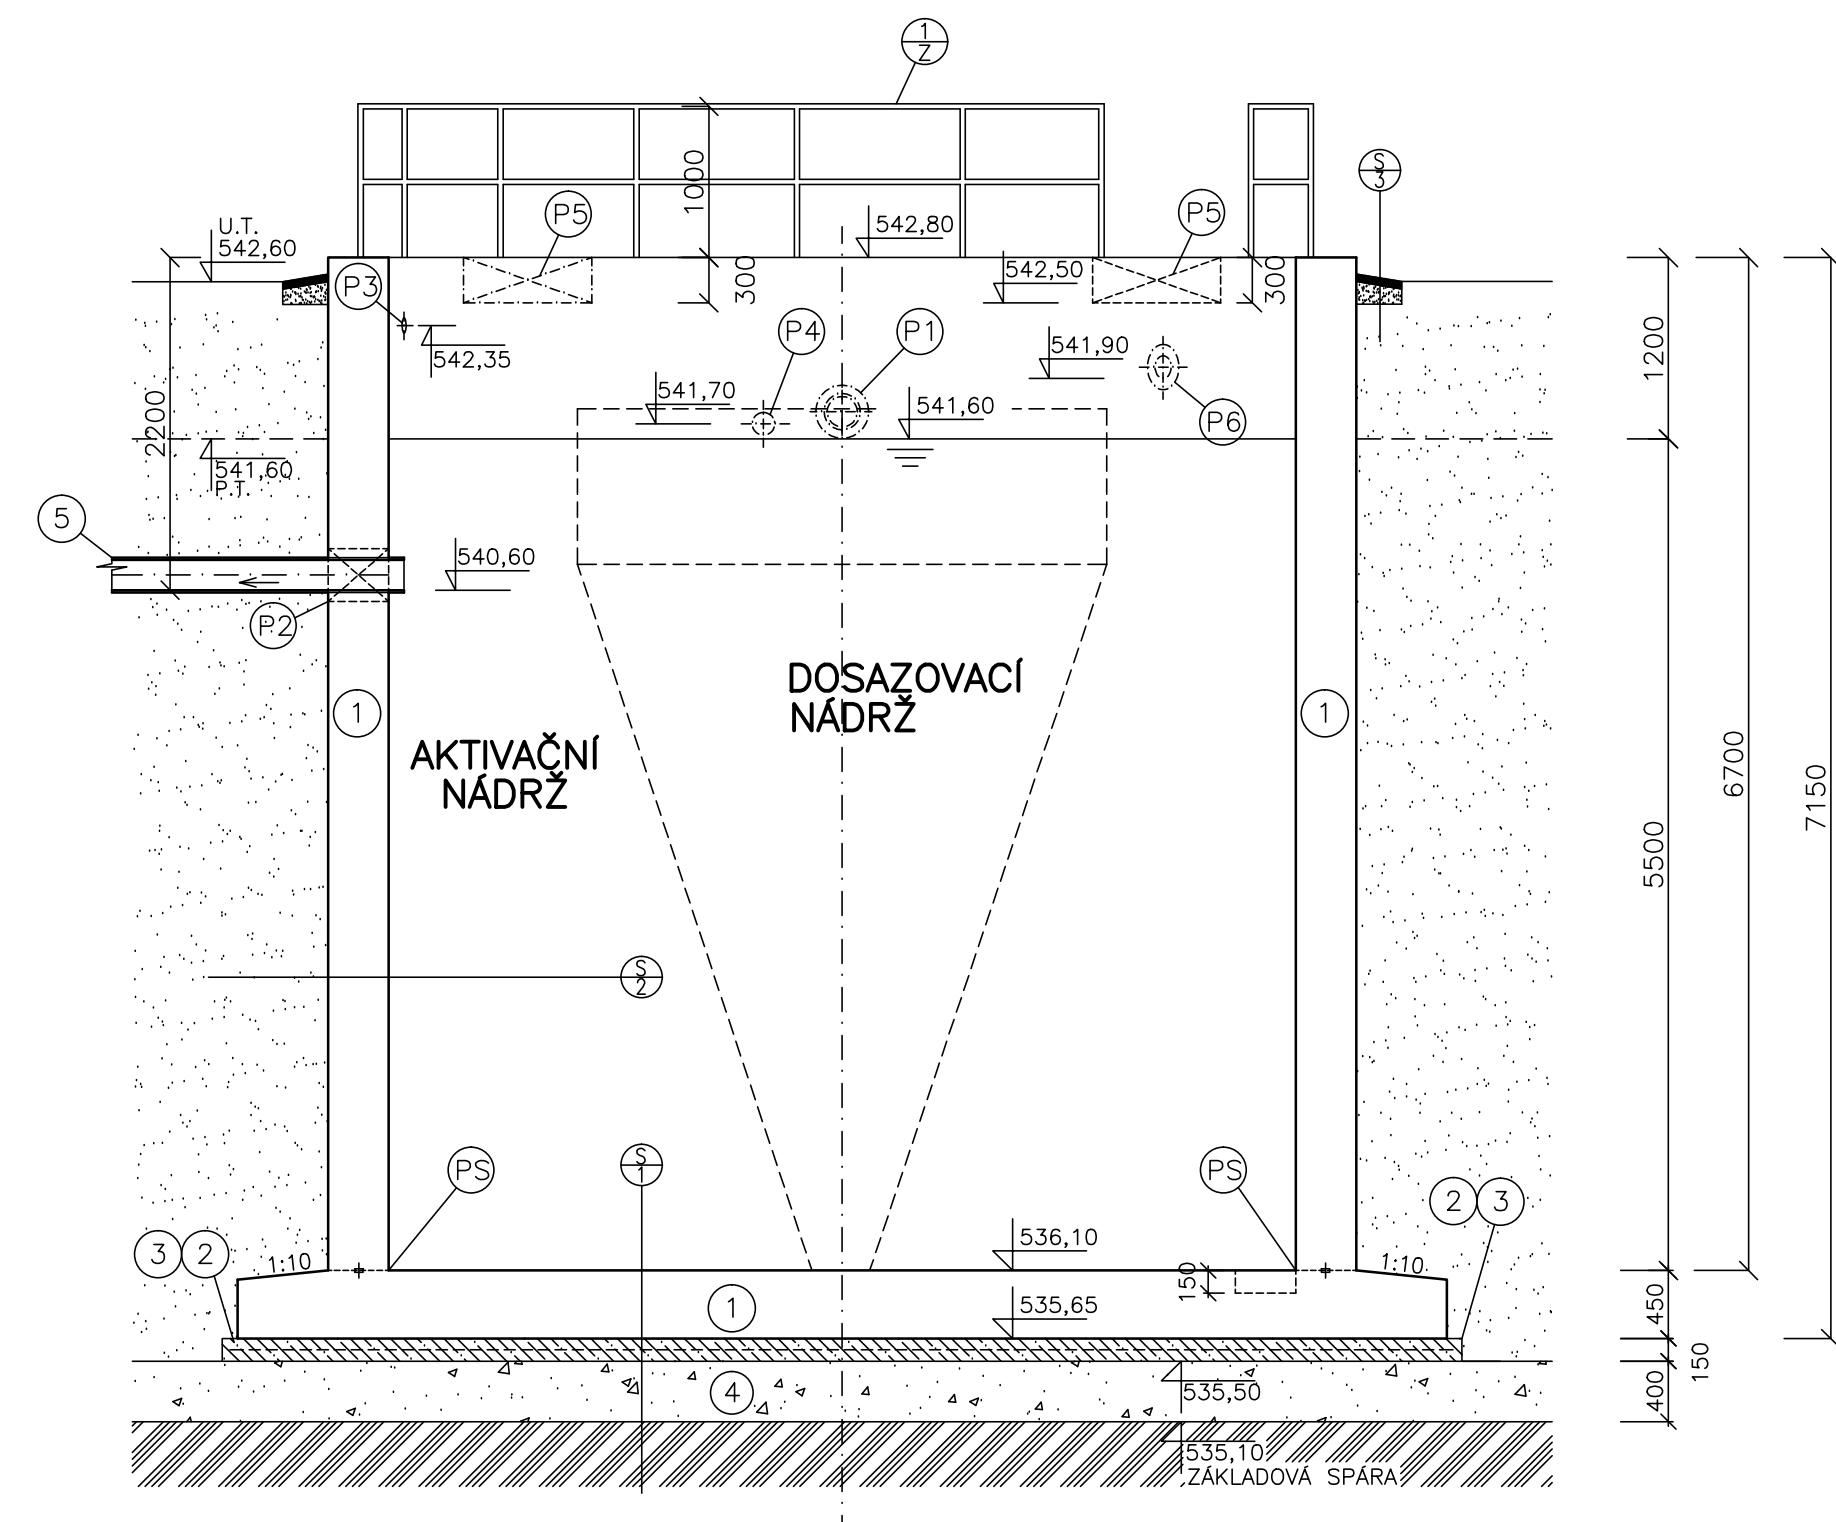 1
Z
S
3
U.T.
542,60
P5
1000
542,80
P5
P3
300
542,50
300
542,35
P4
P1
541,90
1200
2200
541,70
541,60
P6
541,60
P.T.
5
540,60
P2
DOSAZOVACÍ
NÁDRŽ
1
1
AKTIVAČNÍ
NÁDRŽ
6700
7150
5500
S
2
S
1
PS
PS
2
3
3
2
1:10
536,10
1:10
150
1
535,65
450
150
4
535,50
400
535,10
ZÁKLADOVÁ SPÁRA